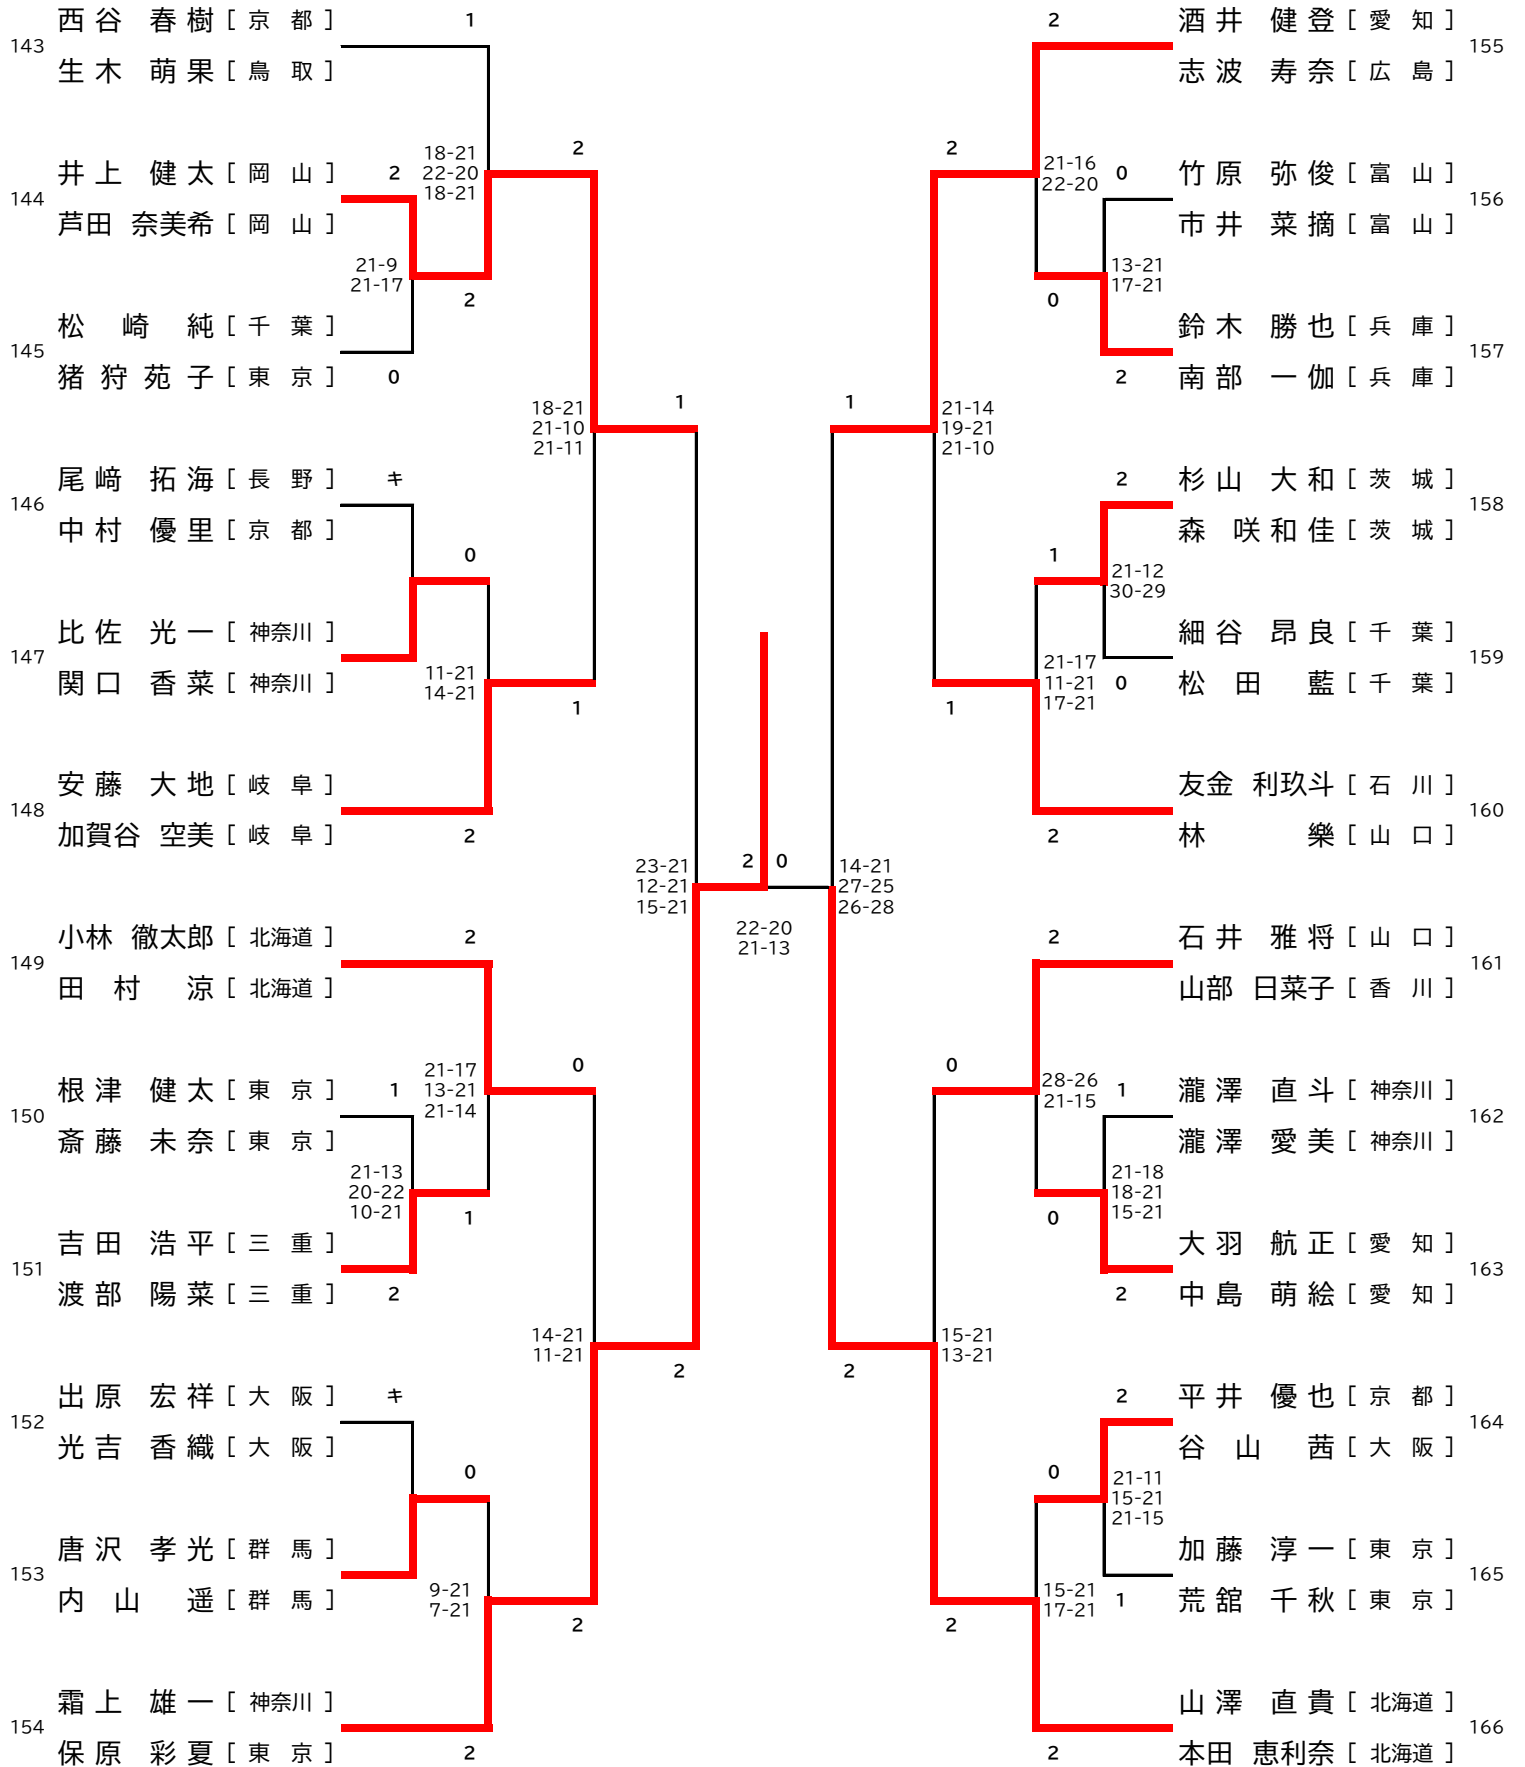 西谷 春樹 [ 京 都 ] 1
143
生木 萌果 [ 鳥 取 ]
18-21
22-20
18-21
2
井上 健太 [ 岡 山 ] 2
144
芦田 奈美希 [ 岡 山 ]
21-9
21-17
2
松崎 純 [ 千 葉 ]
145
猪狩 苑子 [ 東 京 ] 0
18-21
21-10
21-11
1
尾﨑 拓海 [ 長 野 ] キ
146
中村 優里 [ 京 都 ]
0
比佐 光一 [ 神奈川 ]
147
関口 香菜 [ 神奈川 ]
11-21
14-21
1
安藤 大地 [ 岐 阜 ]
148
加賀谷 空美 [ 岐 阜 ] 2
23-21
12-21
15-21
2 0
22-20
21-13
小林 徹太郎 [ 北海道 ] 2
149
田村 涼 [ 北海道 ]
21-17
13-21
21-14
0
根津 健太 [ 東 京 ] 1
150
斎藤 未奈 [ 東 京 ]
21-13
20-22
10-21
1
吉田 浩平 [ 三 重 ]
151
渡部 陽菜 [ 三 重 ] 2
14-21
11-21
2
出原 宏祥 [ 大 阪 ] キ
152
光吉 香織 [ 大 阪 ]
0
唐沢 孝光 [ 群 馬 ]
153
内山 遥 [ 群 馬 ]
9-21
7-21
2
霜上 雄一 [ 神奈川 ]
154
保原 彩夏 [ 東 京 ] 2
2 酒井 健登 [ 愛 知 ]
155
志波 寿奈 [ 広 島 ]
2
21-16
22-20
0 竹原 弥俊 [ 富 山 ]
156
市井 菜摘 [ 富 山 ]
13-21
17-21
0
鈴木 勝也 [ 兵 庫 ]
157
2 南部 一伽 [ 兵 庫 ]
1
21-14
19-21
21-10
2 杉山 大和 [ 茨 城 ]
158
森 咲和佳 [ 茨 城 ]
1
21-12
30-29
細谷 昂良 [ 千 葉 ]
159
0 松田 藍 [ 千 葉 ]
21-17
11-21
17-21
1
友金 利玖斗 [ 石 川 ]
160
2 林 樂 [ 山 口 ]
14-21
27-25
26-28
2 石井 雅将 [ 山 口 ]
161
山部 日菜子 [ 香 川 ]
0
28-26
21-15
1 瀧澤 直斗 [ 神奈川 ]
162
瀧澤 愛美 [ 神奈川 ]
21-18
18-21
15-21
0
大羽 航正 [ 愛 知 ]
163
2 中島 萌絵 [ 愛 知 ]
15-21
13-21
2
2 平井 優也 [ 京 都 ]
164
谷山 茜 [ 大 阪 ]
0
21-11
15-21
21-15
加藤 淳一 [ 東 京 ]
165
1 荒舘 千秋 [ 東 京 ]
15-21
17-21
2
山澤 直貴 [ 北海道 ]
166
2 本田 恵利奈 [ 北海道 ]